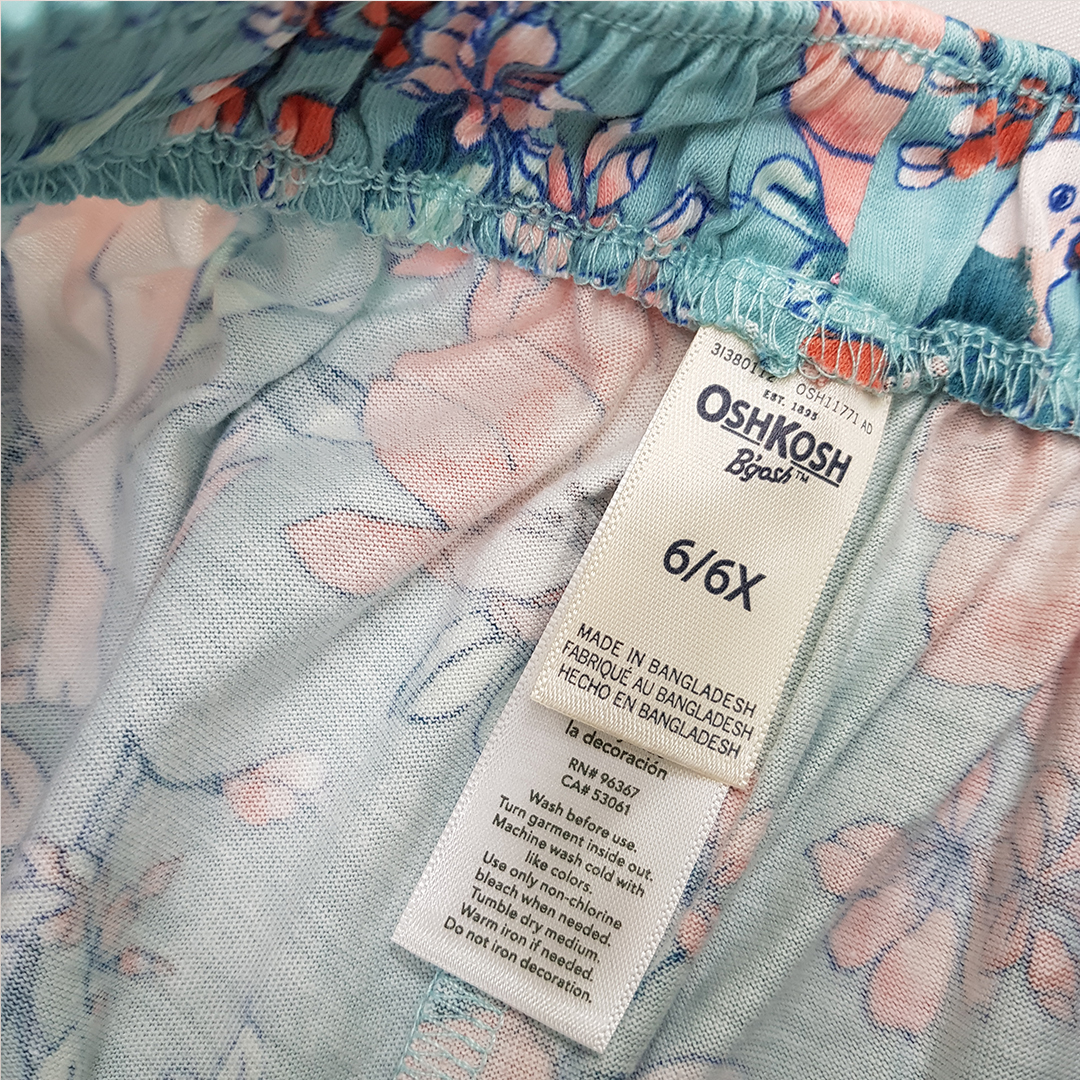 OSH11771 AD
EST. 1895
OSHKOSH
B'gosh™
6/6X
MADE IN BANGLADESH
FABRIQUÉ AU BANGLADESH
HECHO EN BANGLADESH
la decoración
RN# 96367
CA# 53061
Wash before use.
Turn garment inside out.
Machine wash cold with
like colors.
Use only non-chlorine
bleach when needed.
Tumble dry medium.
Warm iron if needed.
Do not iron decoration.